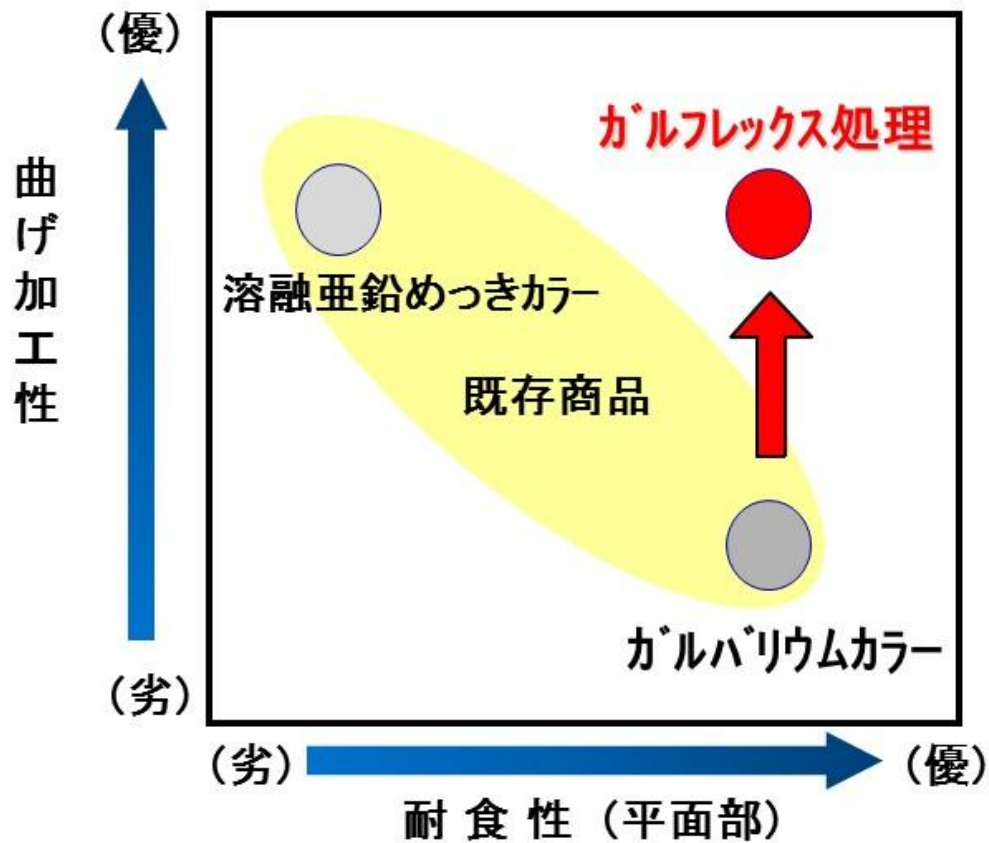 (優)
曲げ加工性
(劣)
ガルフレックス処理
溶融亜鉛めっきカラー
既存商品
ガルバリウムカラー
(劣)
(優)
耐食性(平面部)